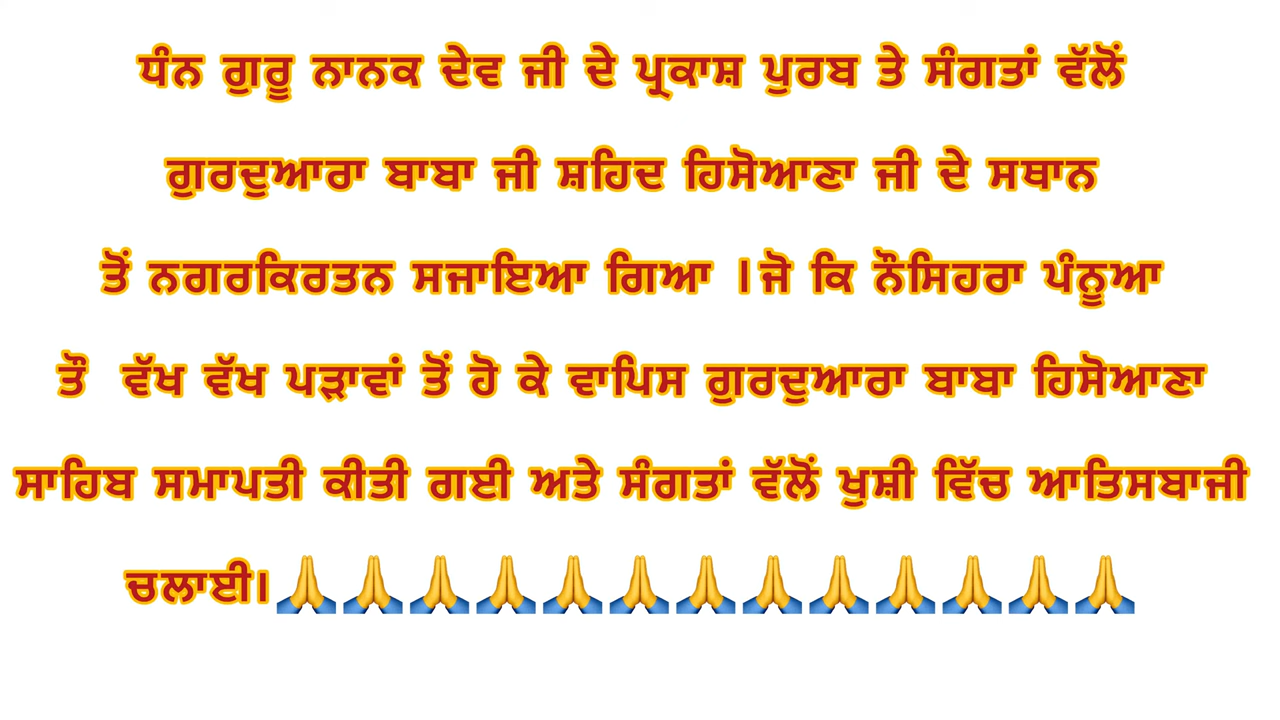 ਧੰਨ ਗੁਰੂ ਨਾਨਕ ਦੇਵ ਜੀ ਦੇ ਪ੍ਰਕਾਸ਼ ਪੁਰਬ ਤੇ ਸੰਗਤਾਂ ਵੱਲੋਂ
ਗੁਰਦੁਆਰਾ ਬਾਬਾ ਜੀ ਸ਼ਹਿਦ ਹਿਸੋਆਣਾ ਜੀ ਦੇ ਸਥਾਨ
ਤੋਂ ਨਗਰਕਿਰਤਨ ਸਜਾਇਆ ਗਿਆ ।ਜੋ ਕਿ ਨੌਸਿਹਰਾ ਪੰਨੂਆ
ਤੌ ਵੱਖ ਵੱਖ ਪੜਾਵਾਂ ਤੋਂ ਹੋ ਕੇ ਵਾਪਿਸ ਗੁਰਦੁਆਰਾ ਬਾਬਾ ਹਿਸੋਆਣਾ
ਸਾਹਿਬ ਸਮਾਪਤੀ ਕੀਤੀ ਗਈ ਅਤੇ ਸੰਗਤਾਂ ਵੱਲੋਂ ਖੁਸ਼ੀ ਵਿੱਚ ਆਤਿਸਬਾਜੀ
ਚਲਾਈ। 🙏🙏🙏🙏🙏🙏🙏🙏🙏🙏🙏🙏🙏